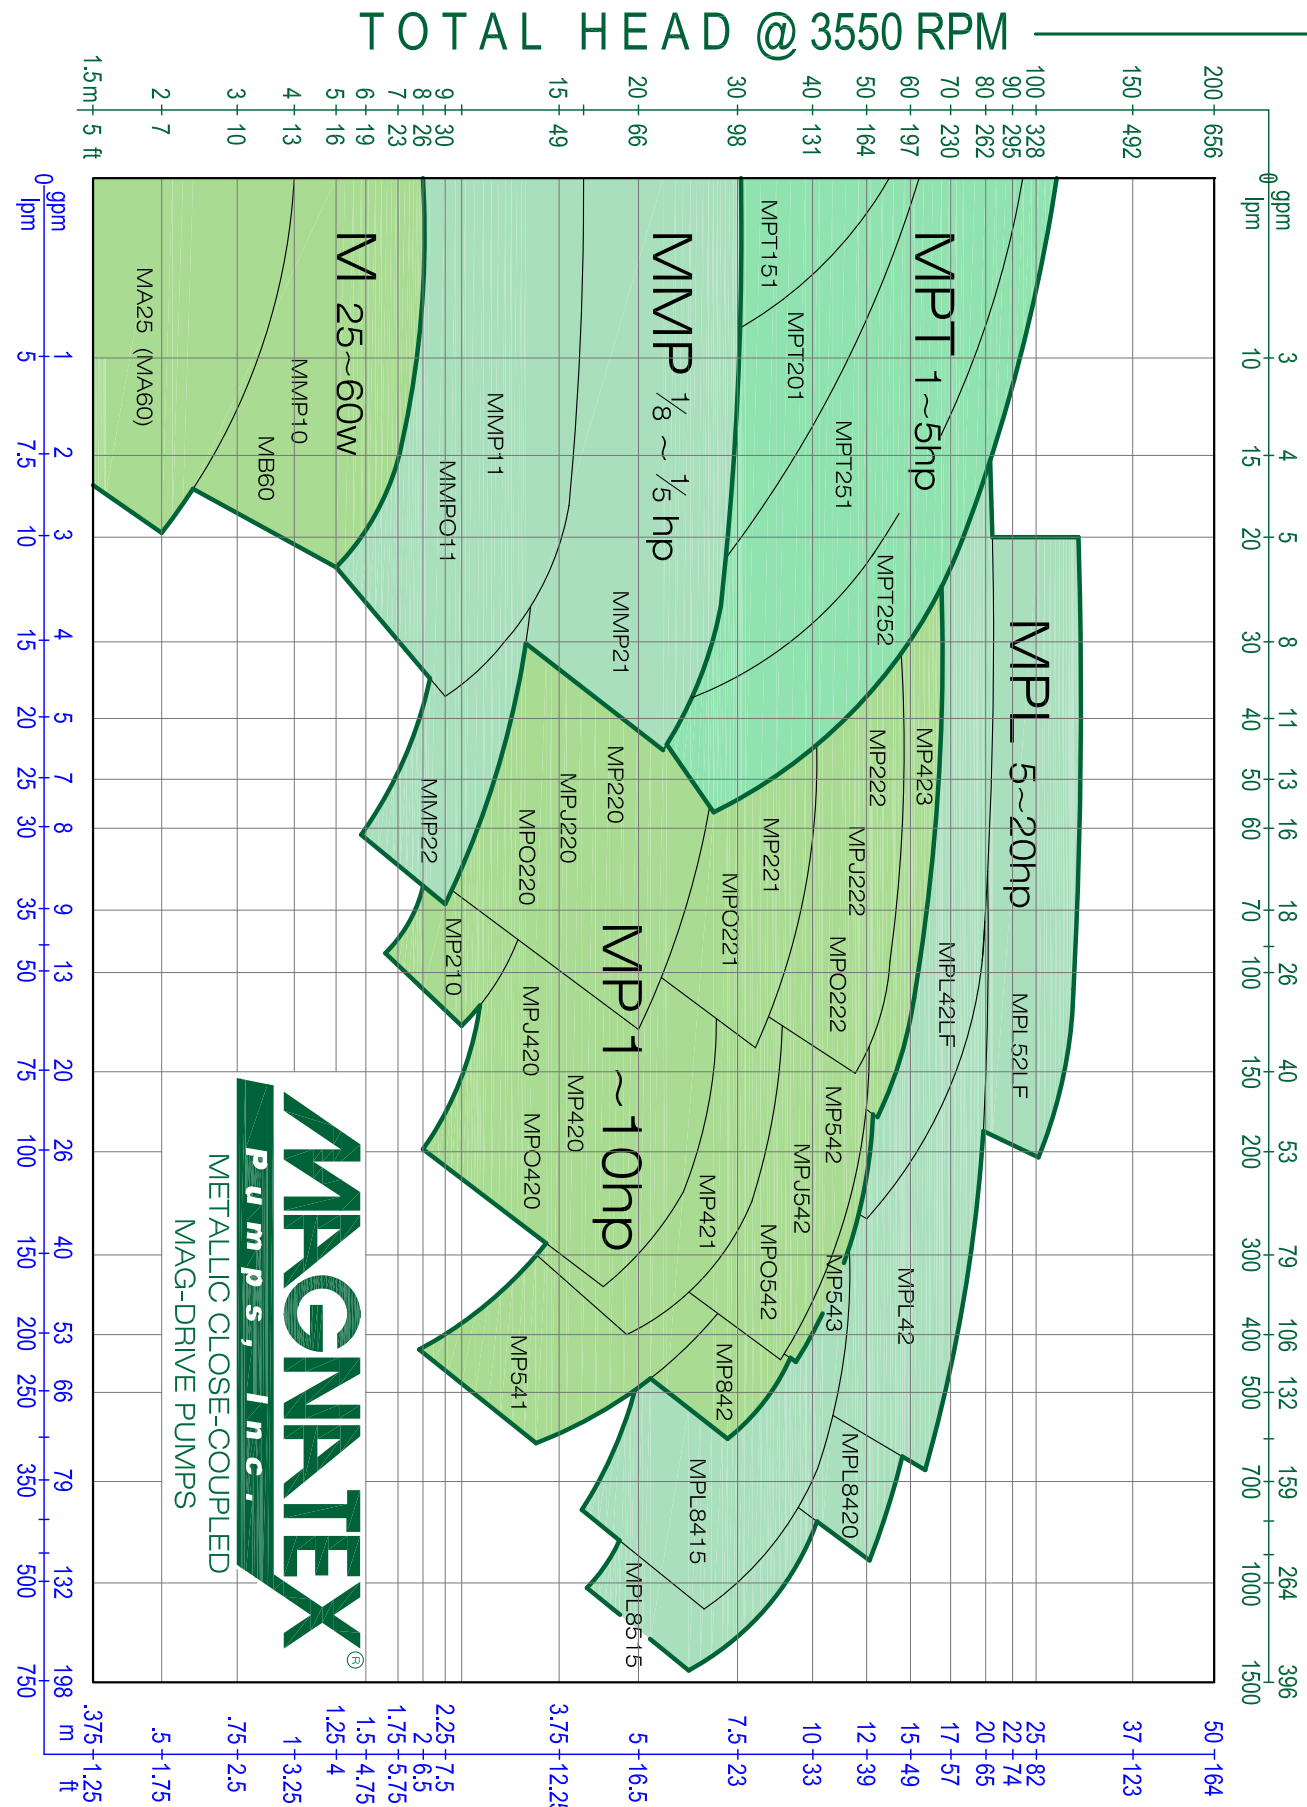 TOTAL HEAD @ 3550 RPM
1.5m 2 3 4 5 6 7 8 9 15 20 30 40 50 60 70 80 90 100 150 200
5 ft 7 10 13 16 19 23 26 30 49 66 98 131 164 197 230 262 295 328 492 656
0 gpm 3 4 5 8 11 13 16 18 26 40 53 79 106 132 159 264 396
lpm 10 15 20 30 40 50 60 70 100 150 200 300 400 500 700 1000 1500
MPL 5~20hp
MPL52LF
MPT 1~5hp
MPL42LF
MP423
MPL42
MPT252
MP222
MPJ222
MPO222
MPL8420
MPT251
MP542
MP543
MPJ542
MPT201
MPT151
MP221
MPO542
MPO221
MP842
MP421
MPL8415
MMP ⅛ ~ ⅕ hp
MMP21
MP 1~10hp
MP220
MPL8515
MPJ220
MP420
MPO220
MPJ420
MPO420
MP541
MMP11
MMPO11
MP210
MMP22
M 25~60w
MMP10
MB60
MA25 (MA60)
MAGNATEX®
Pumps, Inc.
METALLIC CLOSE-COUPLED
MAG-DRIVE PUMPS
0 gpm 1 2 3 4 5 7 8 9 13 20 26 40 53 66 79 132 198
lpm 5 7.5 10 15 20 25 30 35 50 75 100 150 200 250 350 500 750
m .375 .5 .75 1 1.25 1.5 1.75 2 2.25 3.75 5 7.5 10 12 15 17 20 22 25 37 50
ft 1.25 1.75 2.5 3.25 4 4.75 5.75 6.5 7.5 12.25 16.5 23 33 39 49 57 65 74 82 123 164